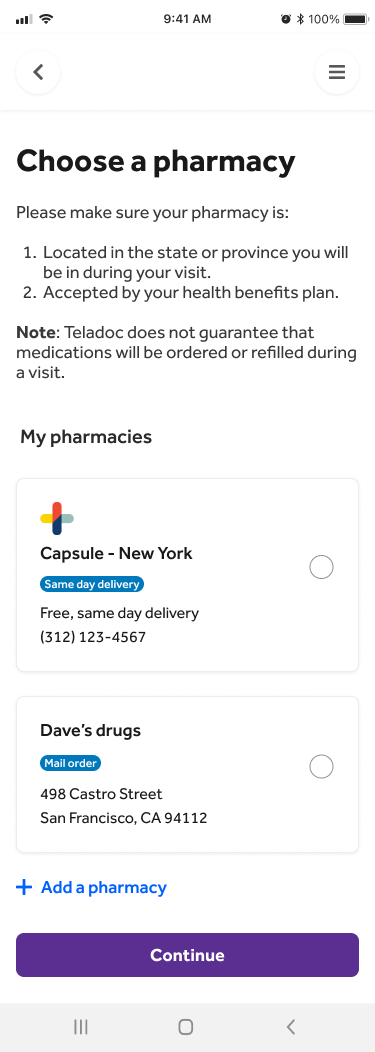 9:41 AM
100%
Choose a pharmacy
Please make sure your pharmacy is:
1. Located in the state or province you will
be in during your visit.
2. Accepted by your health benefits plan.
Note: Teladoc does not guarantee that
medications will be ordered or refilled during
a visit.
My pharmacies
Capsule - New York
Same day delivery
Free, same day delivery
(312) 123-4567
Dave’s drugs
Mail order
498 Castro Street
San Francisco, CA 94112
+ Add a pharmacy
Continue